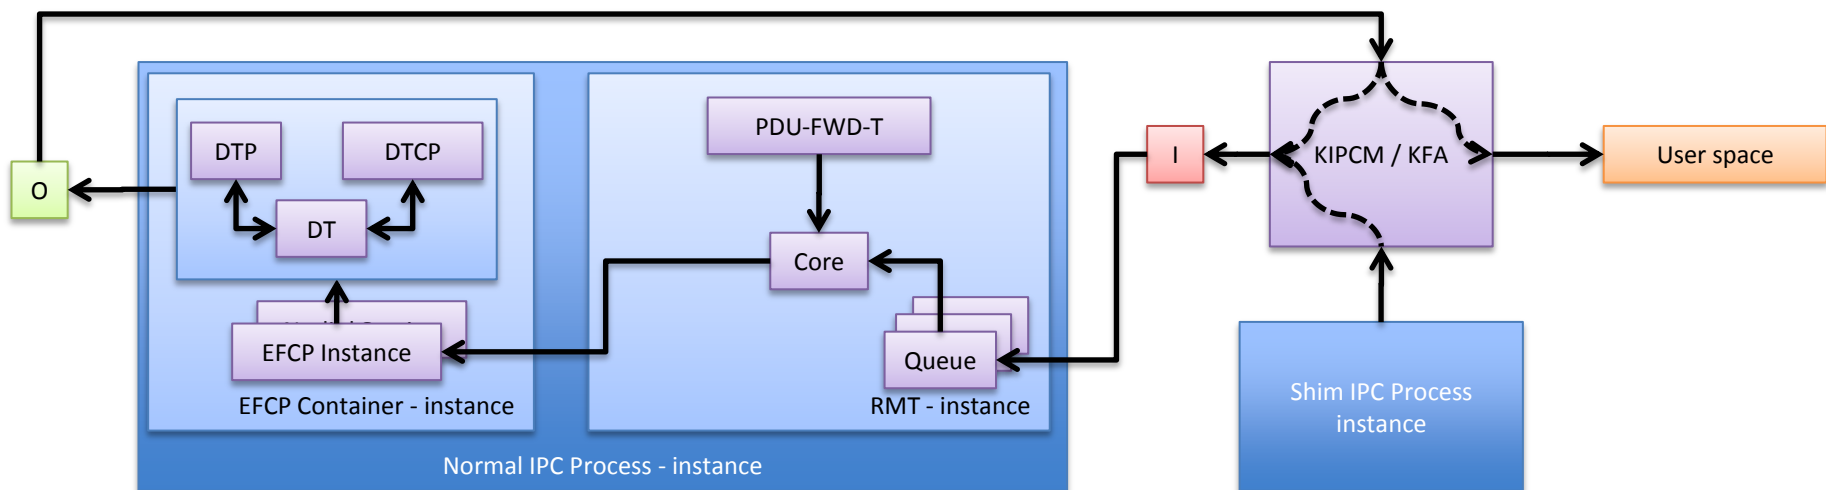 O
DTP
DTCP
DT
EFCP Instance
EFCP Container - instance
PDU-FWD-T
Core
Queue
RMT - instance
Normal IPC Process - instance
I
KIPCM / KFA
User space
Shim IPC Process
instance